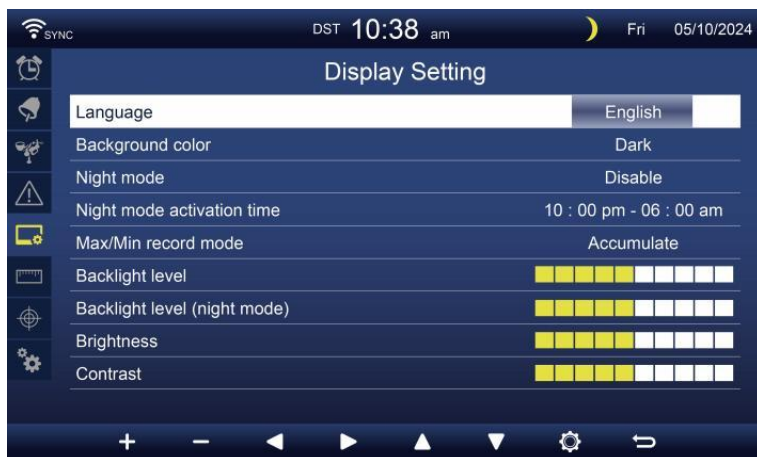 SYNC DST 10:38 am Fri 05/10/2024
Display Setting
Language English
Background color Dark
Night mode Disable
Night mode activation time 10 : 00 pm - 06 : 00 am
Max/Min record mode Accumulate
Backlight level
Backlight level (night mode)
Brightness
Contrast